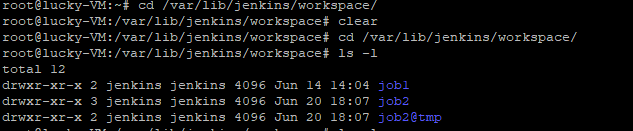 root@lucky-VM:~# cd /var/lib/jenkins/workspace/
root@lucky-VM:/var/lib/jenkins/workspace# clear
root@lucky-VM:/var/lib/jenkins/workspace# cd /var/lib/jenkins/workspace/
root@lucky-VM:/var/lib/jenkins/workspace# ls -l
total 12
drwxr-xr-x 2 jenkins jenkins 4096 Jun 14 14:04 job1
drwxr-xr-x 3 jenkins jenkins 4096 Jun 20 18:07 job2
drwxr-xr-x 2 jenkins jenkins 4096 Jun 20 18:07 job2@tmp